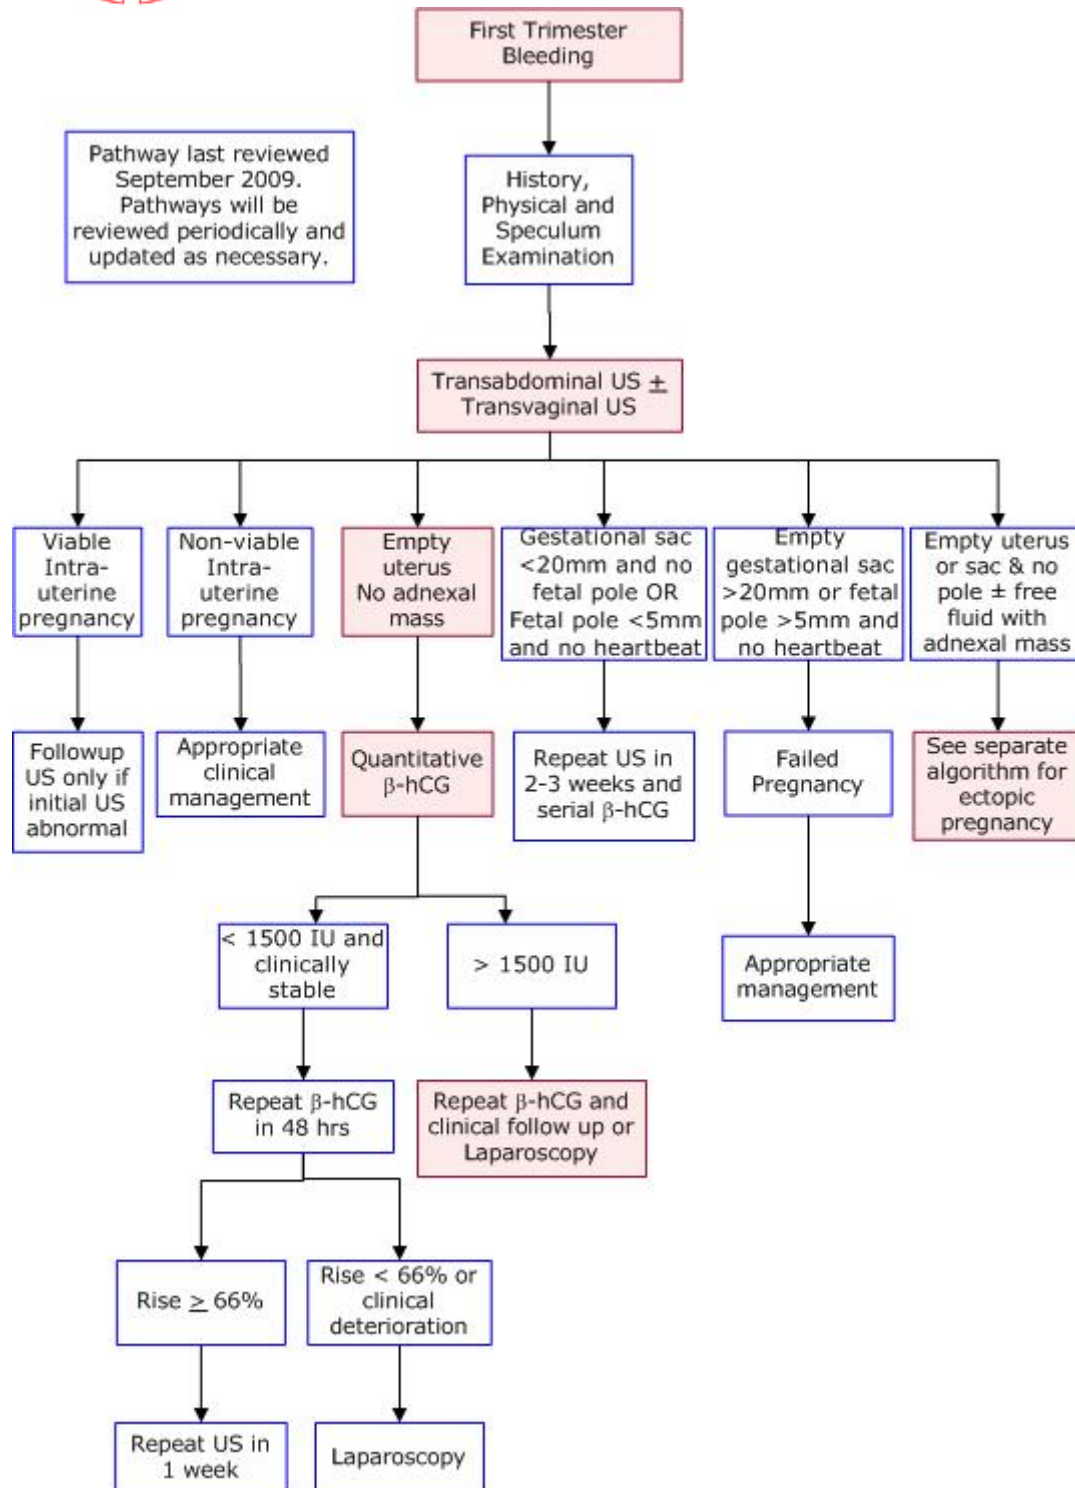 First Trimester
Bleeding
Pathway last reviewed
September 2009.
Pathways will be
reviewed periodically and
updated as necessary.
History,
Physical and
Speculum
Examination
Transabdominal US ±
Transvaginal US
Viable
Intra-
uterine
pregnancy
Non-viable
Intra-
uterine
pregnancy
Empty
uterus
No adnexal
mass
Gestational sac
<20mm and no
fetal pole OR
Fetal pole <5mm
and no heartbeat
Empty
gestational sac
>20mm or fetal
pole >5mm and
no heartbeat
Empty uterus
or sac & no
pole ± free
fluid with
adnexal mass
Followup
US only if
initial US
abnormal
Appropriate
clinical
management
Quantitative
β-hCG
Repeat US in
2-3 weeks and
serial β-hCG
Failed
Pregnancy
See separate
algorithm for
ectopic
pregnancy
< 1500 IU and
clinically
stable
> 1500 IU
Appropriate
management
Repeat β-hCG
in 48 hrs
Repeat β-hCG and
clinical follow up or
Laparoscopy
Rise ≥ 66%
Rise < 66% or
clinical
deterioration
Repeat US in
1 week
Laparoscopy